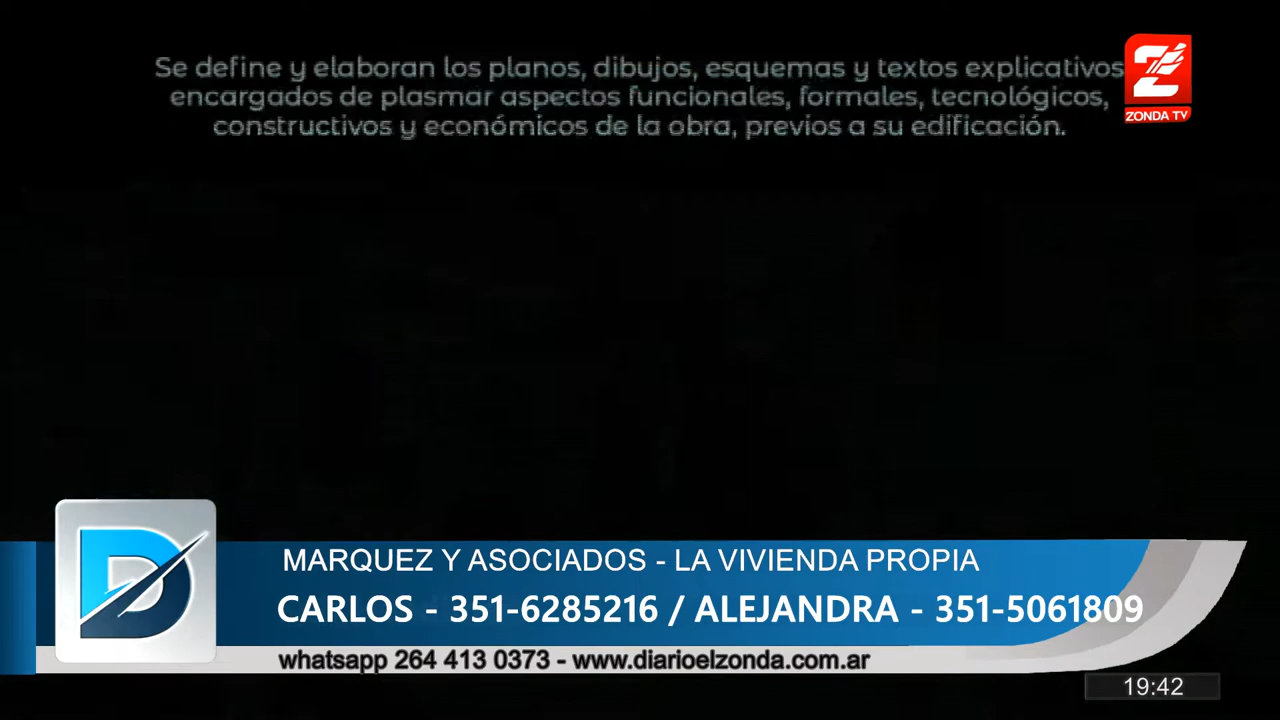 Se define y elaboran los planos, dibujos, esquemas y textos explicativos
encargados de plasmar aspectos funcionales, formales, tecnológicos,
constructivos y económicos de la obra, previos a su edificación.
Z
ZONDA TV
D
MARQUEZ Y ASOCIADOS - LA VIVIENDA PROPIA
CARLOS - 351-6285216 / ALEJANDRA - 351-5061809
whatsapp 264 413 0373 - www.diarioelzonda.com.ar
19:42